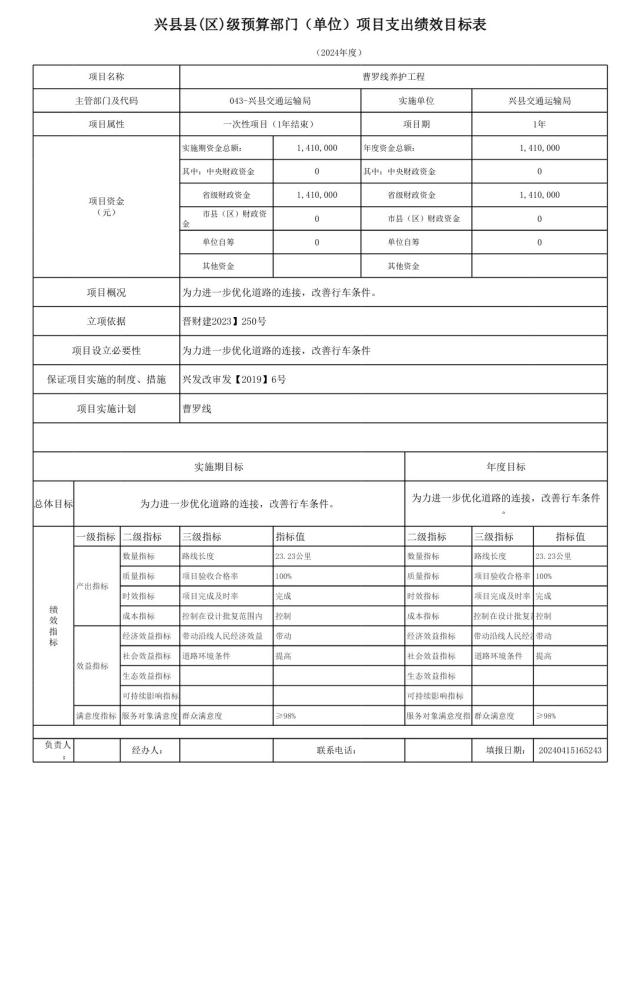 兴县县(区)级预算部门（单位）项目支出绩效目标表
（2024年度）
项目名称 曹罗线养护工程
主管部门及代码 043-兴县交通运输局 实施单位 兴县交通运输局
项目属性 一次性项目（1年结束） 项目期 1年
项目资金
（元）
实施期资金总额： 1,410,000 年度资金总额： 1,410,000
其中：中央财政资金 0 其中：中央财政资金 0
省级财政资金 1,410,000 省级财政资金 1,410,000
市县（区）财政资
金 0 市县（区）财政资金 0
单位自筹 0 单位自筹 0
其他资金 其他资金
项目概况 为力进一步优化道路的连接，改善行车条件。
立项依据 晋财建2023】250号
项目设立必要性 为力进一步优化道路的连接，改善行车条件
保证项目实施的制度、措施 兴发改审发【2019】6号
项目实施计划 曹罗线
实施期目标 年度目标
总体目标 为力进一步优化道路的连接，改善行车条件。 为力进一步优化道路的连接，改善行车条件
。
绩效指标
一级指标 二级指标 三级指标 指标值 二级指标 三级指标 指标值
产出指标
数量指标 路线长度 23.23公里 数量指标 路线长度 23.23公里
质量指标 项目验收合格率 100% 质量指标 项目验收合格率 100%
时效指标 项目完成及时率 完成 时效指标 项目完成及时率 完成
成本指标 控制在设计批复范围内 控制 成本指标 控制在设计批 控制
效益指标
经济效益指标 带动沿线人民经济效益 带动 经济效益指标 带动沿线人民经 带动
社会效益指标 道路环境条件 提高 社会效益指标 道路环境条件 提高
生态效益指标 生态效益指标
可持续影响指标 可持续影响指标
满意度指标 服务对象满意度 群众满意度 ≥98% 服务对象满意度指 群众满意度 ≥98%
负责人
： 经办人： 联系电话： 填报日期： 20240415165243